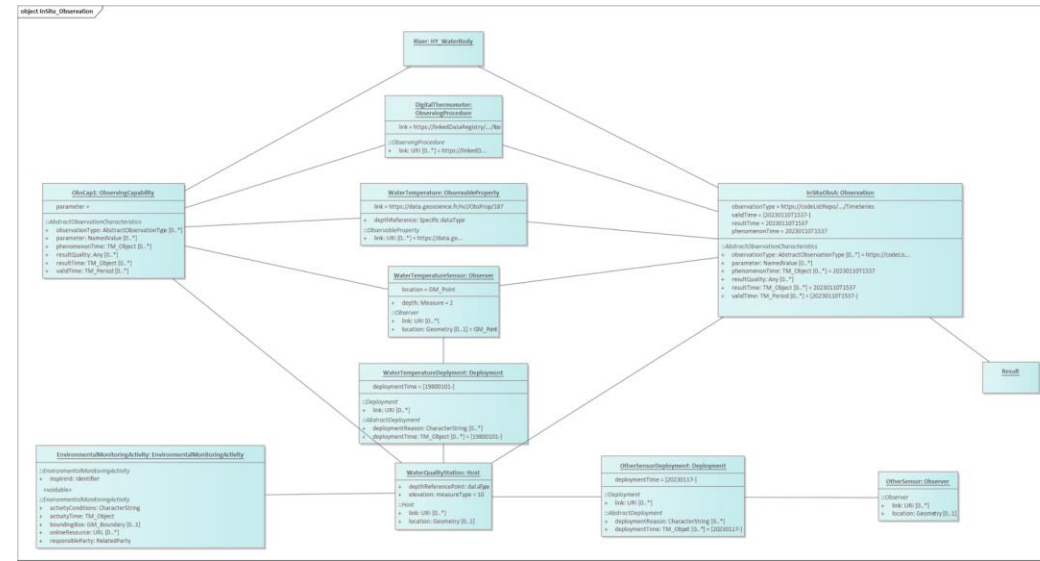 object InSitu_Observation
River: HY_WaterBody
DigitalThermometer:
ObservingProcedure
link = https://linkedDataRegistry/.../foo
::ObservingProcedure
+ link: URI [0..*] = https://linkedD...
ObsCap1: ObservingCapability
parameter =
::AbstractObservationCharacteristics
+ observationType: AbstractObservationType [0..*]
+ parameter: NamedValue [0..*]
+ phenomenonTime: TM_Object [0..*]
+ resultQuality: Any [0..*]
+ resultTime: TM_Object [0..*]
+ validTime: TM_Period [0..*]
WaterTemperature: ObservableProperty
link = https://data.geoscience.fr/ncl/ObsProp/187
+ depthReference: Specific dataType
::ObservableProperty
+ link: URI [0..*] = https://data.ge...
InSituObsA: Observation
observationType = https://codeListRepo/.../TimeSeries
validTime = [20230110T1537-]
resultTime = 20230110T1537
phenomenonTime = 20230110T1537
::AbstractObservationCharacteristics
+ observationType: AbstractObservationType [0..*] = https://codeLi...
+ parameter: NamedValue [0..*]
+ phenomenonTime: TM_Object [0..*] = 20230110T1537
+ resultQuality: Any [0..*]
+ resultTime: TM_Object [0..*] = 20230110T1537
+ validTime: TM_Period [0..*] = [20230110T1537-]
WaterTemperatureSensor: Observer
location = GM_Point
+ depth: Measure = 2
::Observer
+ link: URI [0..*]
+ location: Geometry [0..1] = GM_Point
WaterTemperatureDeplyment: Deployment
deploymentTime = [19800101-]
::Deployment
+ link: URI [0..*]
::AbstractDeployment
+ deploymentReason: CharacterString [0..*]
+ deploymentTime: TM_Object [0..*] = [19800101-]
Result
EnvironmentalMonitoringActivity: EnvironmentalMonitoringActivity
::EnvironmentalMonitoringActivity
+ inspireId: Identifier
«voidable»
::EnvironmentalMonitoringActivity
+ activityConditions: CharacterString
+ activityTime: TM_Object
+ boundingBox: GM_Boundary [0..1]
+ onlineResource: URL [0..*]
+ responsibleParty: RelatedParty
WaterQualityStation: Host
+ depthReferencePoint: dataType
+ elevation: measureType = 10
::Host
+ link: URI [0..*]
+ location: Geometry [0..1]
OtherSensorDeployment: Deployment
deploymentTime = [20230117-]
::Deployment
+ link: URI [0..*]
::AbstractDeployment
+ deploymentReason: CharacterString [0..*]
+ deploymentTime: TM_Object [0..*] = [20230117-]
OtherSensor: Observer
::Observer
+ link: URI [0..*]
+ location: Geometry [0..1]